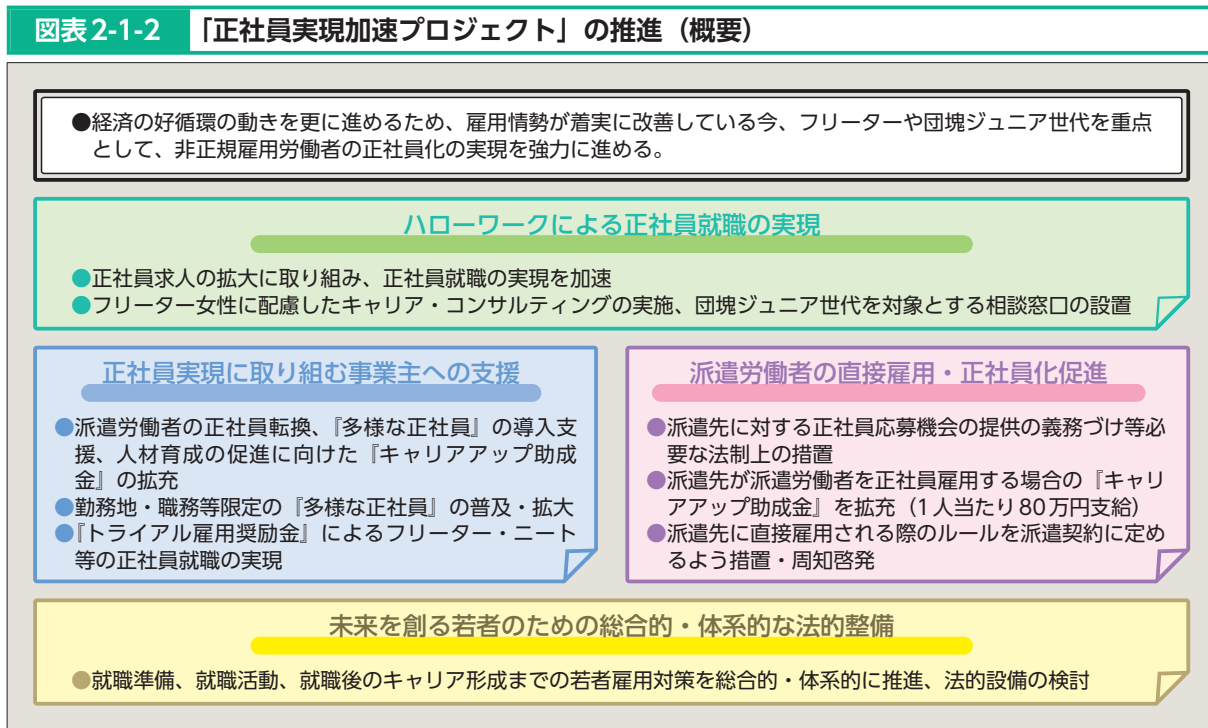 図表2-1-2 「正社員実現加速プロジェクト」の推進（概要）
●経済の好循環の動きを更に進めるため、雇用情勢が着実に改善している今、フリーターや団塊ジュニア世代を重点
として、非正規雇用労働者の正社員化の実現を強力に進める。
ハローワークによる正社員就職の実現
●正社員求人の拡大に取り組み、正社員就職の実現を加速
●フリーター女性に配慮したキャリア・コンサルティングの実施、団塊ジュニア世代を対象とする相談窓口の設置
正社員実現に取り組む事業主への支援
●派遣労働者の正社員転換、『多様な正社員』の導入支
援、人材育成の促進に向けた『キャリアアップ助成
金』の拡充
●勤務地・職務等限定の『多様な正社員』の普及・拡大
●『トライアル雇用奨励金』によるフリーター・ニート
等の正社員就職の実現
派遣労働者の直接雇用・正社員化促進
●派遣先に対する正社員応募機会の提供の義務づけ等必
要な法制上の措置
●派遣先が派遣労働者を正社員雇用する場合の『キャリ
アアップ助成金』を拡充（1人当たり80万円支給）
●派遣先に直接雇用される際のルールを派遣契約に定め
るよう措置・周知啓発
未来を創る若者のための総合的・体系的な法的整備
●就職準備、就職活動、就職後のキャリア形成までの若者雇用対策を総合的・体系的に推進、法的設備の検討